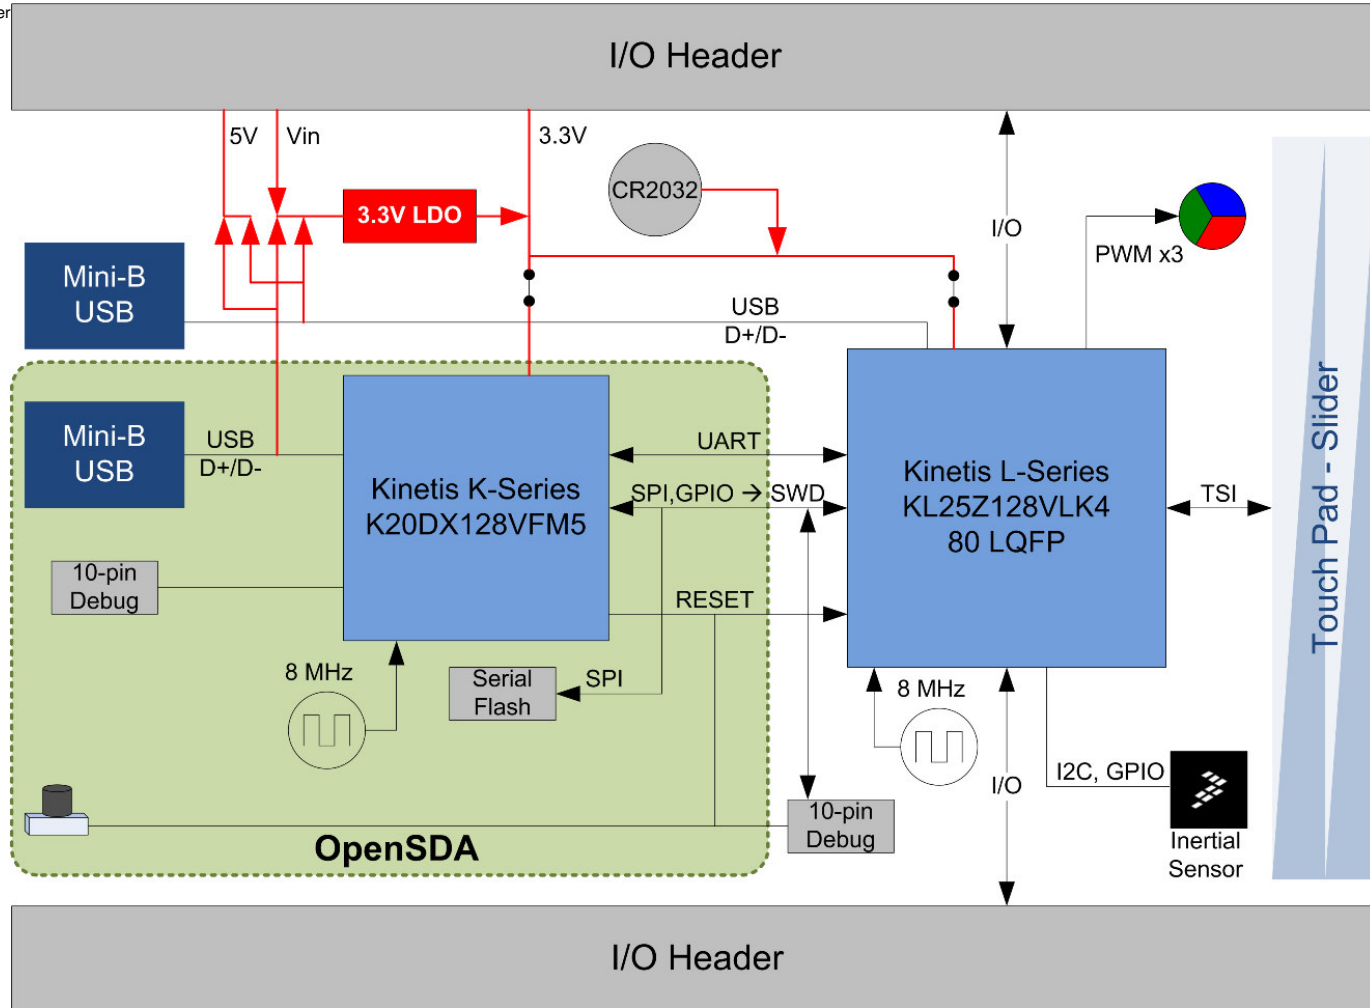 er
I/O Header
5V
Vin
3.3V
CR2032
3.3V LDO
I/O
PWM x3
Mini-B
USB
USB
D+/D-
Mini-B
USB
USB
D+/D-
Kinetis K-Series
K20DX128VFM5
UART
SPI,GPIO → SWD
RESET
Kinetis L-Series
KL25Z128VLK4
80 LQFP
TSI
Touch Pad - Slider
10-pin
Debug
8 MHz
Serial
Flash
SPI
8 MHz
I/O
I2C, GPIO
10-pin
Debug
Inertial
Sensor
OpenSDA
I/O Header